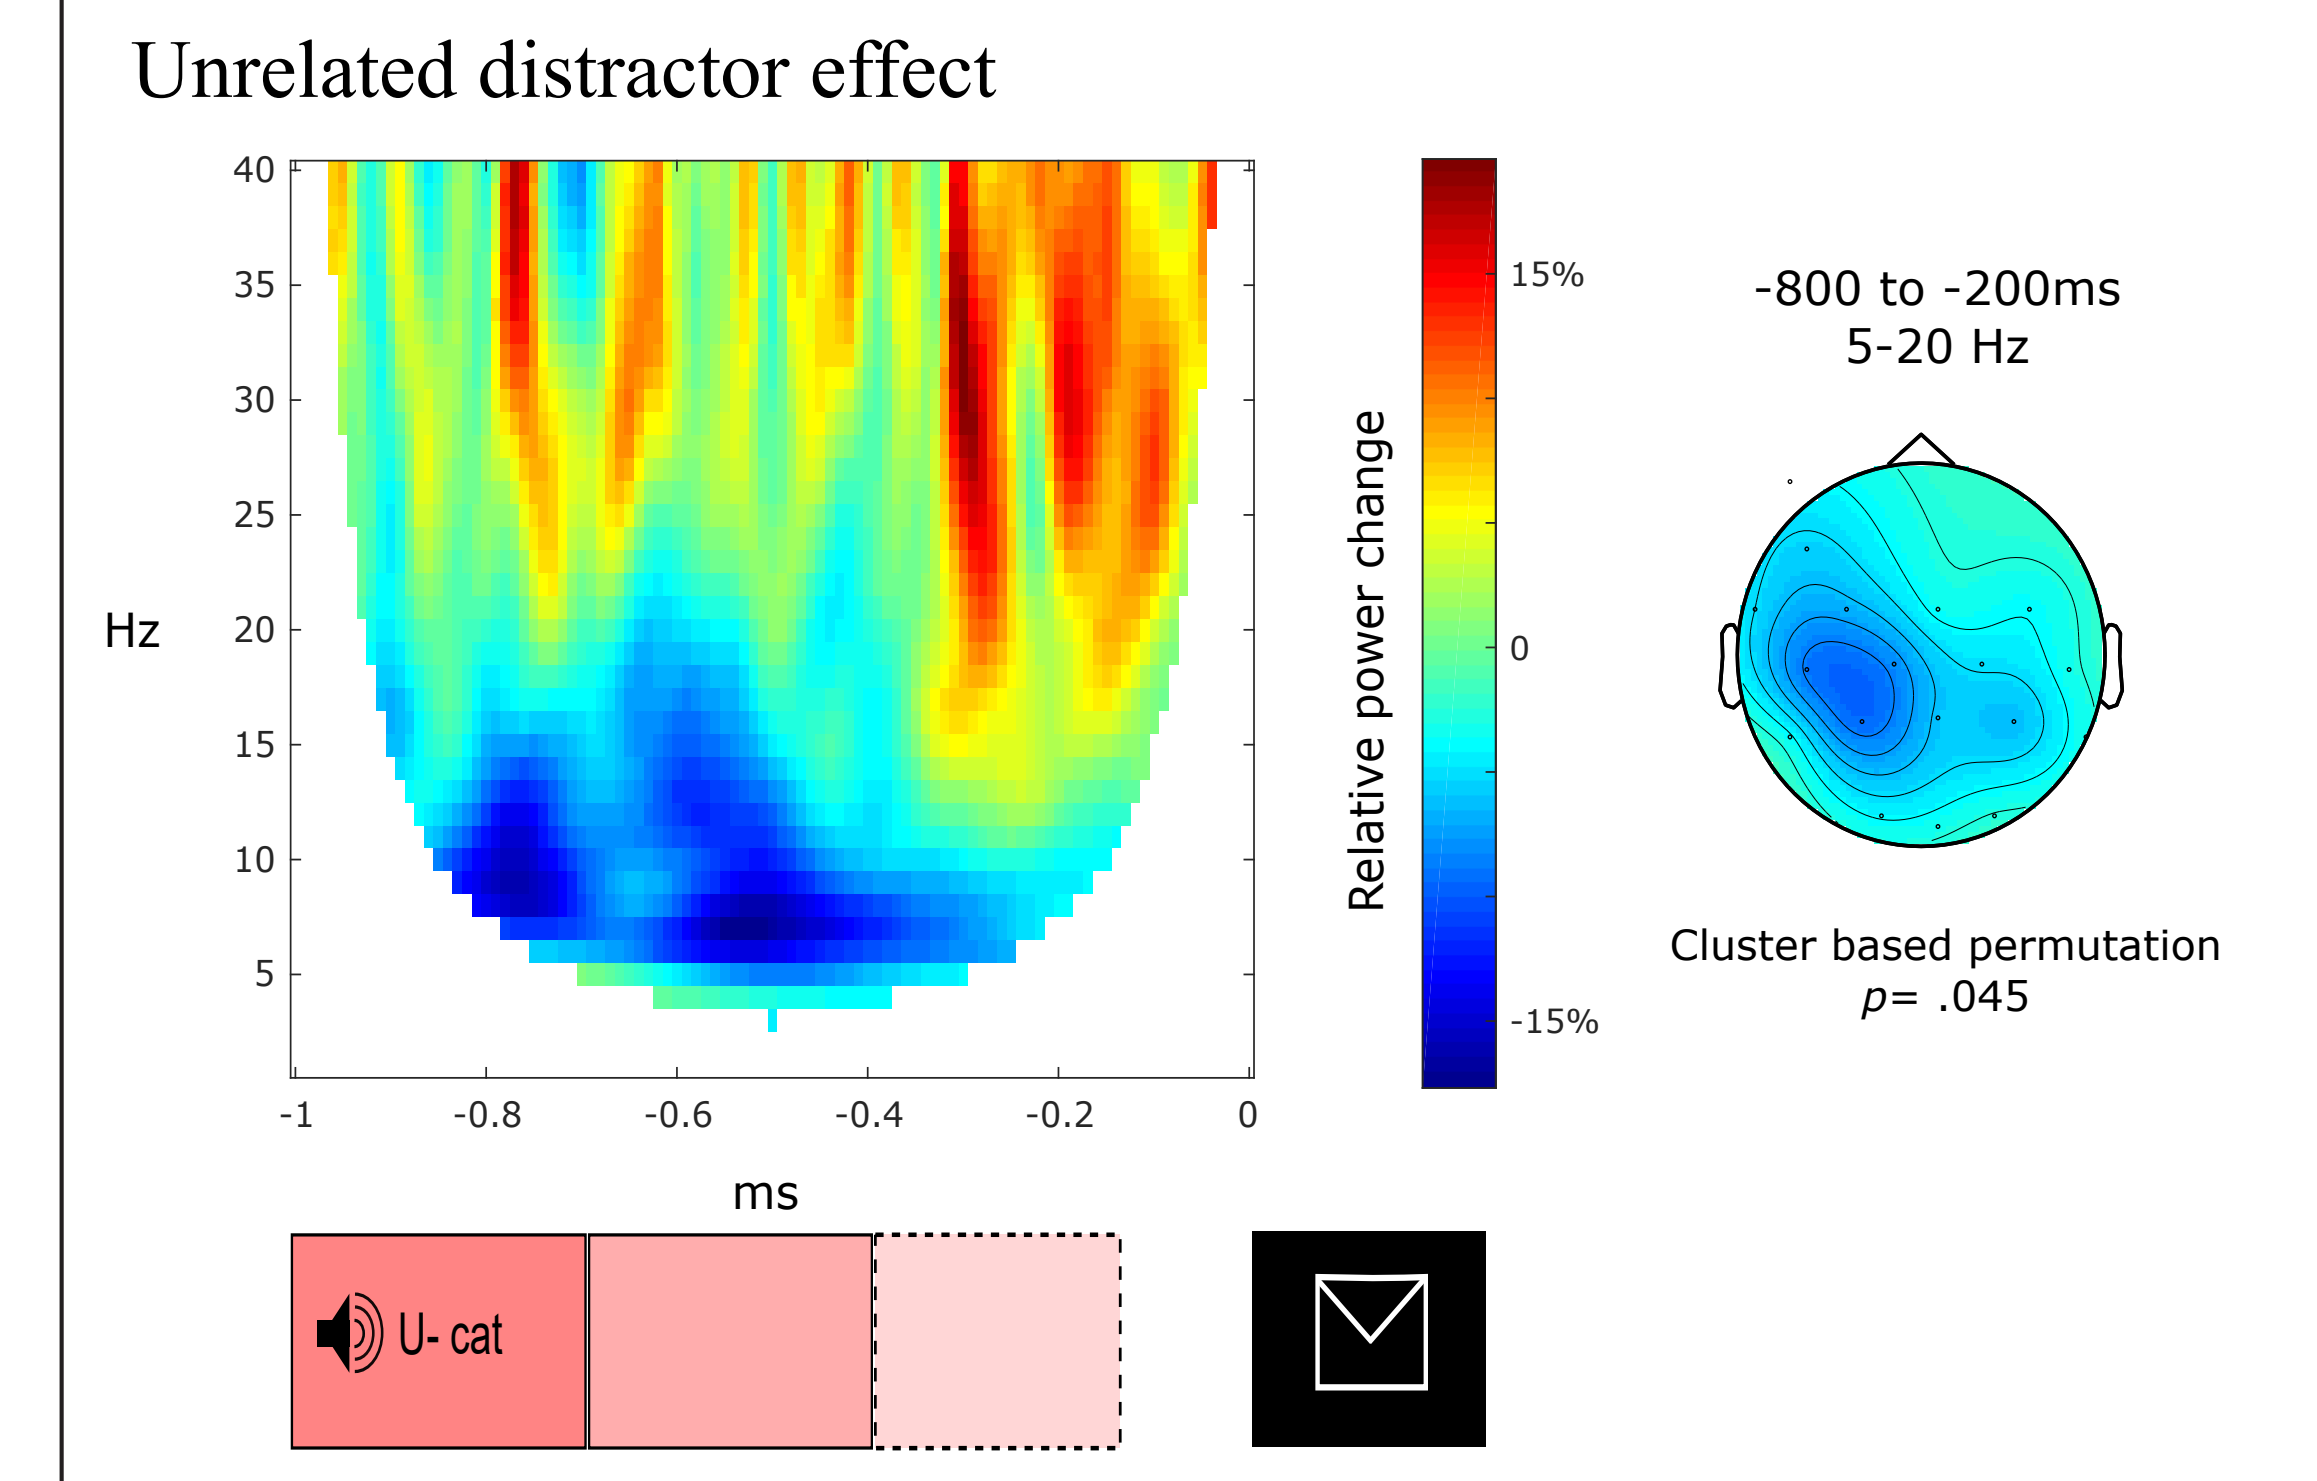 Unrelated distractor effect
40
35
30
25
20
15
10
5
Hz
-1 -0.8 -0.6 -0.4 -0.2 0
ms
Relative power change
15%
0
-15%
-800 to -200ms
5-20 Hz
Cluster based permutation
p= .045
U- cat